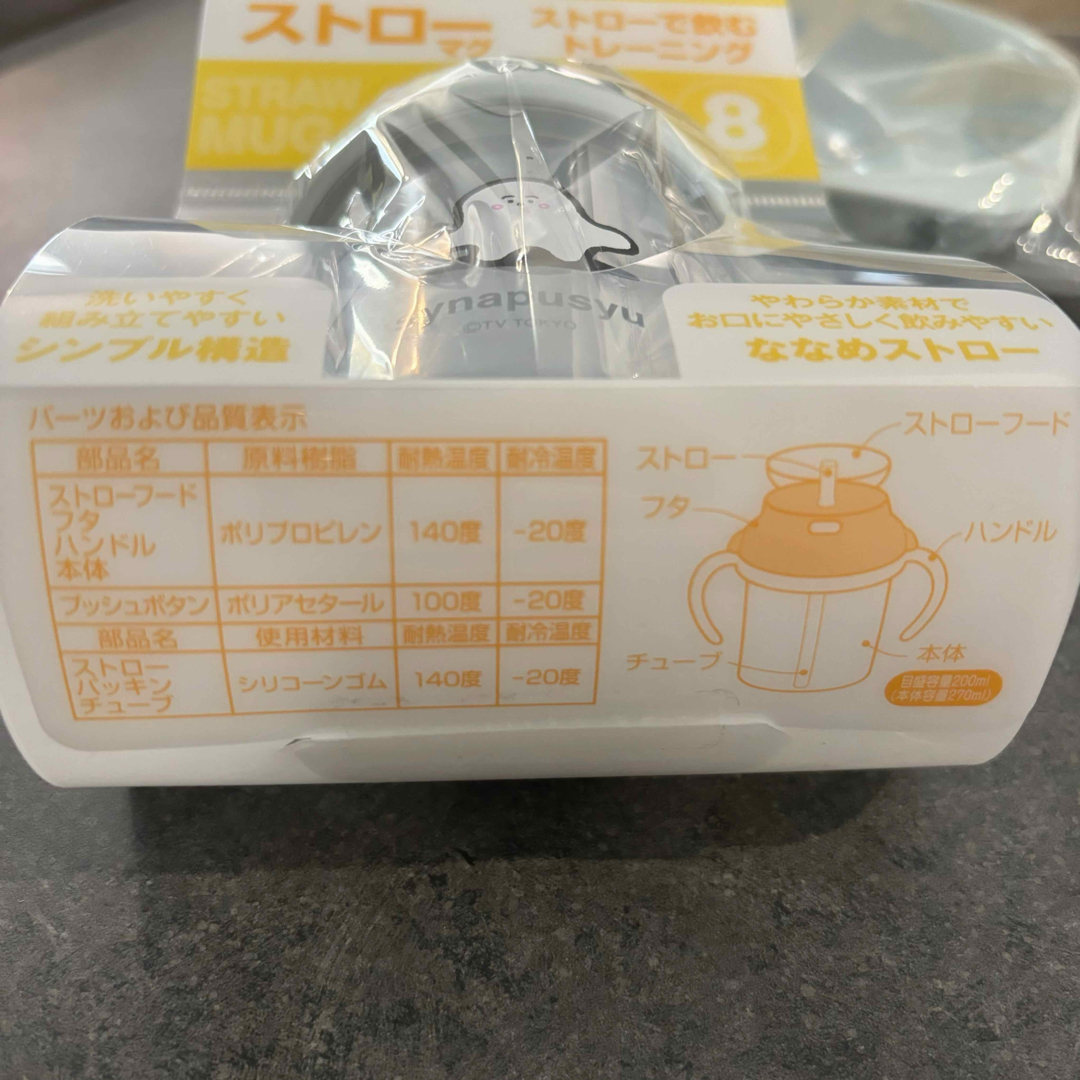 ストロー
マグ
ストローで飲む
トレーニング
STRAW
MUG
8
ynapusyu
©TV TOKYO
洗いやすく
組み立てやすい
シンプル構造
やわらか素材で
お口にやさしく飲みやすい
ななめストロー
パーツおよび品質表示
部品名 原料樹脂 耐熱温度 耐冷温度
ストローフード
フタ
ハンドル
本体
ポリプロピレン 140度 -20度
プッシュボタン ポリアセタール 100度 -20度
部品名 使用材料 耐熱温度 耐冷温度
ストロー
パッキン
チューブ
シリコーンゴム 140度 -20度
ストローフード
ストロー
フタ
ハンドル
チューブ
本体
目盛容量200ml
(本体容量270ml)